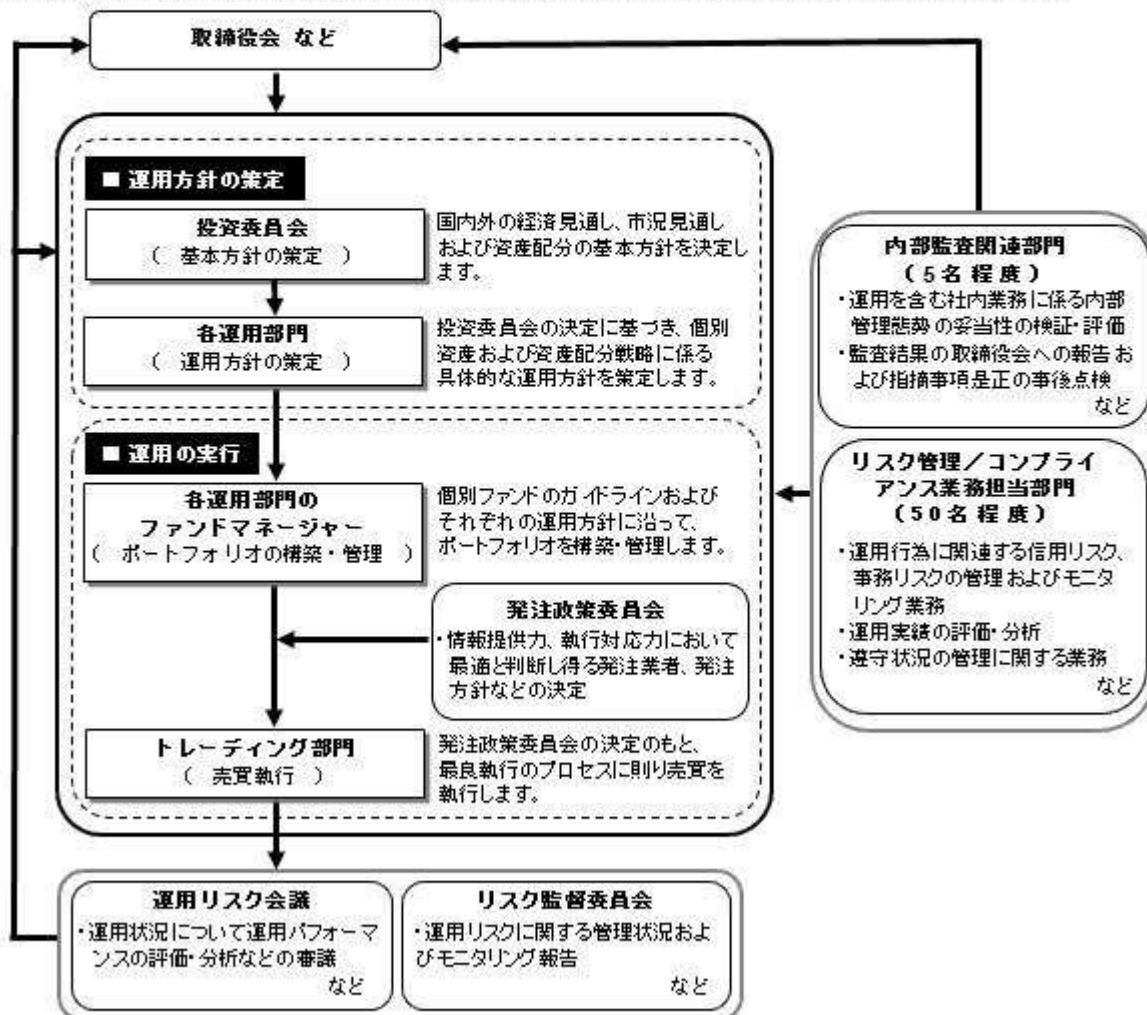 取締役会 など
■ 運用方針の策定
投資委員会
（ 基本方針の策定 ）
国内外の経済見通し、市況見通し
および資産配分の基本方針を決定し
ます。
各運用部門
（ 運用方針の策定 ）
投資委員会の決定に基づき、個別
資産および資産配分戦略に係る
具体的な運用方針を策定します。
■ 運用の実行
各運用部門の
ファンドマネージャー
（ ポートフォリオの構築・管理 ）
個別ファンドのガイドラインおよび
それぞれの運用方針に沿って、
ポートフォリオを構築・管理します。
発注政策委員会
・情報提供力、執行対応力において
最適と判断し得る発注業者、発注
方針などの決定
トレーディング部門
（ 売買執行 ）
発注政策委員会の決定のもと、
最良執行のプロセスに則り売買を
執行します。
内部監査関連部門
（５名程度）
・運用を含む社内業務に係る内部
管理態勢の妥当性の検証・評価
・監査結果の取締役会への報告お
よび指摘事項是正の事後点検
など
リスク管理／コンプライ
アンス業務担当部門
（５０名程度）
・運用行為に関連する信用リスク、
事務リスクの管理およびモニタ
リング業務
・運用実績の評価・分析
・遵守状況の管理に関する業務
など
運用リスク会議
・運用状況について運用パフォーマ
ンスの評価・分析などの審議
など
リスク監督委員会
・運用リスクに関する管理状況およ
びモニタリング報告
など